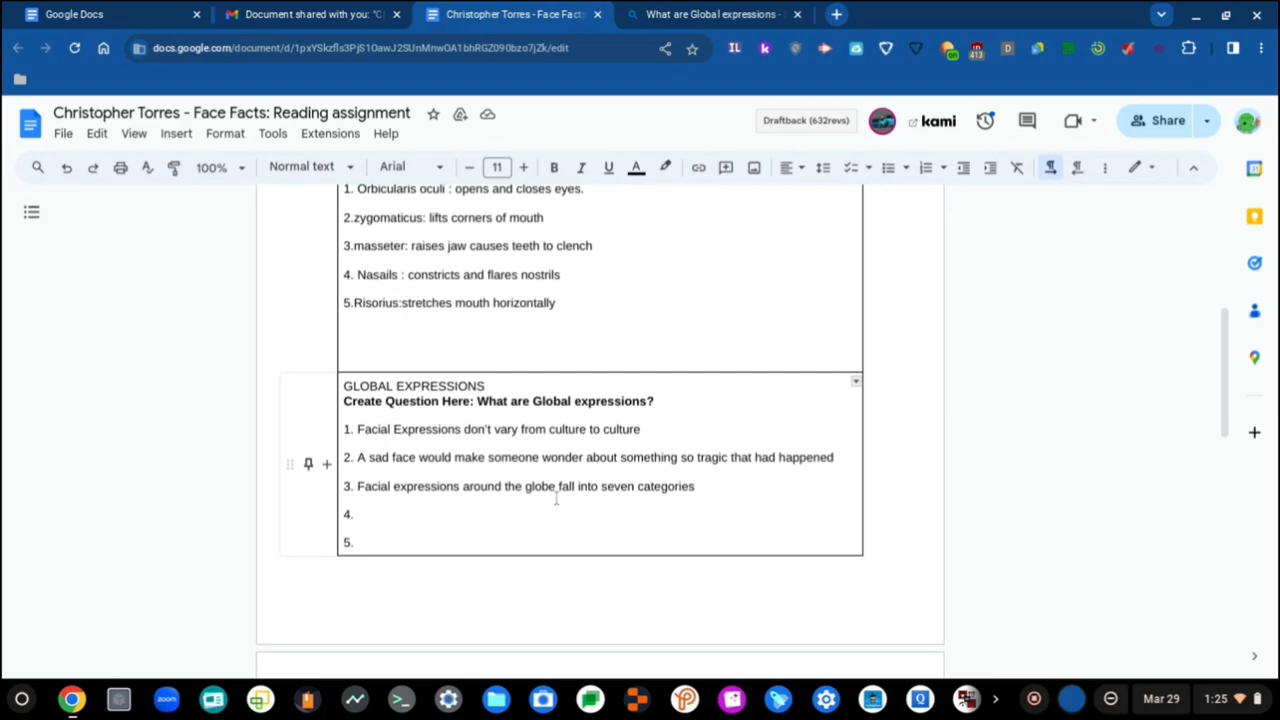 Google Docs
Document shared with you: "C
Christopher Torres - Face Facts
What are Global expressions -
docs.google.com/document/d/1pxYSkzfls3PjS1OawJ2SUnMnwOA1bhRGZ090bzo7jZk/edit
IL
k
413
D
on
Christopher Torres - Face Facts: Reading assignment
Draftback (632revs)
kami
Share
File Edit View Insert Format Tools Extensions Help
100% Normal text Arial 11 B I U A
1. Orbicularis oculi : opens and closes eyes.
2.zygomaticus: lifts corners of mouth
3.masseter: raises jaw causes teeth to clench
4. Nasails : constricts and flares nostrils
5.Risorius:stretches mouth horizontally
GLOBAL EXPRESSIONS
Create Question Here: What are Global expressions?
1. Facial Expressions don't vary from culture to culture
2. A sad face would make someone wonder about something so tragic that had happened
3. Facial expressions around the globe fall into seven categories
4.
5.
zoom
Q
Mar 29
1:25